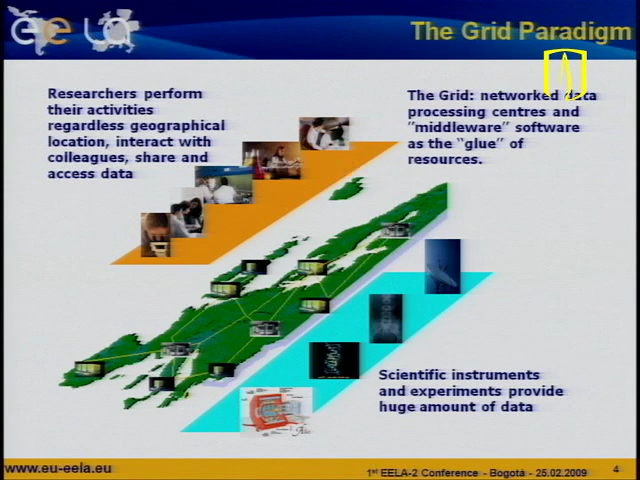 eela
The Grid Paradigm
Researchers perform
their activities
regardless geographical
location, interact with
colleagues, share and
access data
The Grid: networked data
processing centres and
"middleware" software
as the "glue" of
resources.
Scientific instruments
and experiments provide
huge amount of data
www.eu-eela.eu
1st EELA-2 Conference - Bogotá - 25.02.2009
4